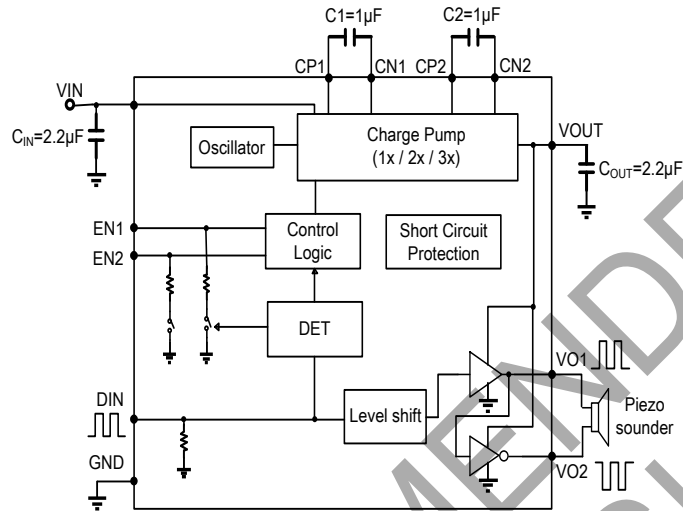 C1=1µF
C2=1µF
CP1
CN1
CP2
CN2
VIN
VOUT
CIN=2.2µF
Oscillator
Charge Pump
(1x / 2x / 3x)
COUT=2.2µF
EN1
EN2
Control
Logic
Short Circuit
Protection
DET
DIN
Level shift
VO1
Piezo
sounder
GND
VO2